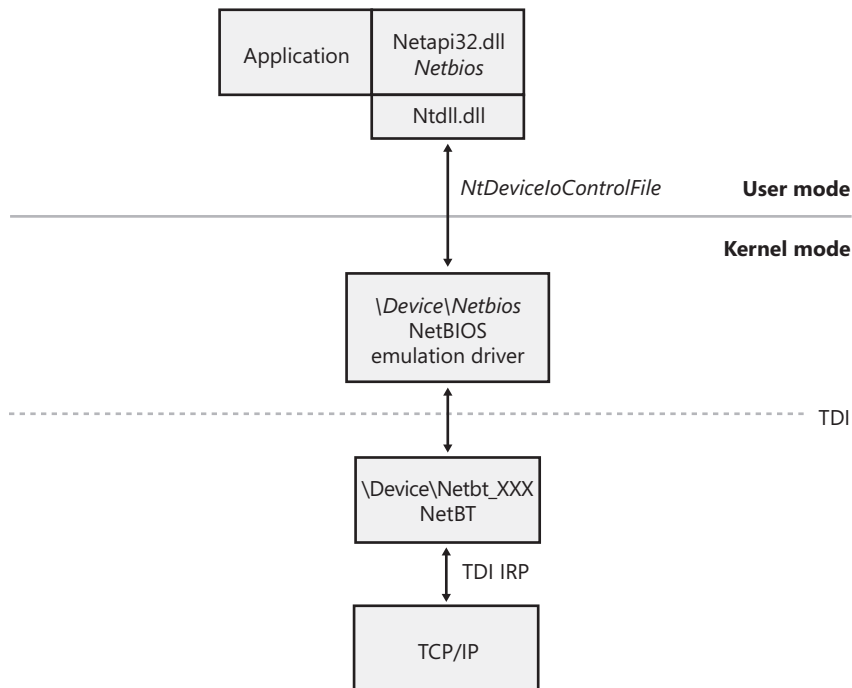 Application
Netapi32.dll
Netbios
Ntdll.dll
NtDeviceIoControlFile
User mode
Kernel mode
\Device\Netbios
NetBIOS
emulation driver
TDI
\Device\Netbt_XXX
NetBT
TDI IRP
TCP/IP